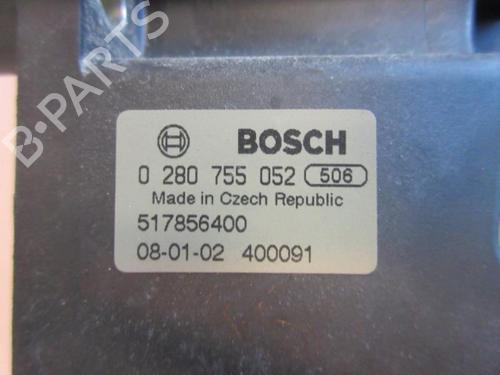 BOSCH
0 280 755 052 506
Made in Czech Republic
517856400
08-01-02 400091
B-PARTS